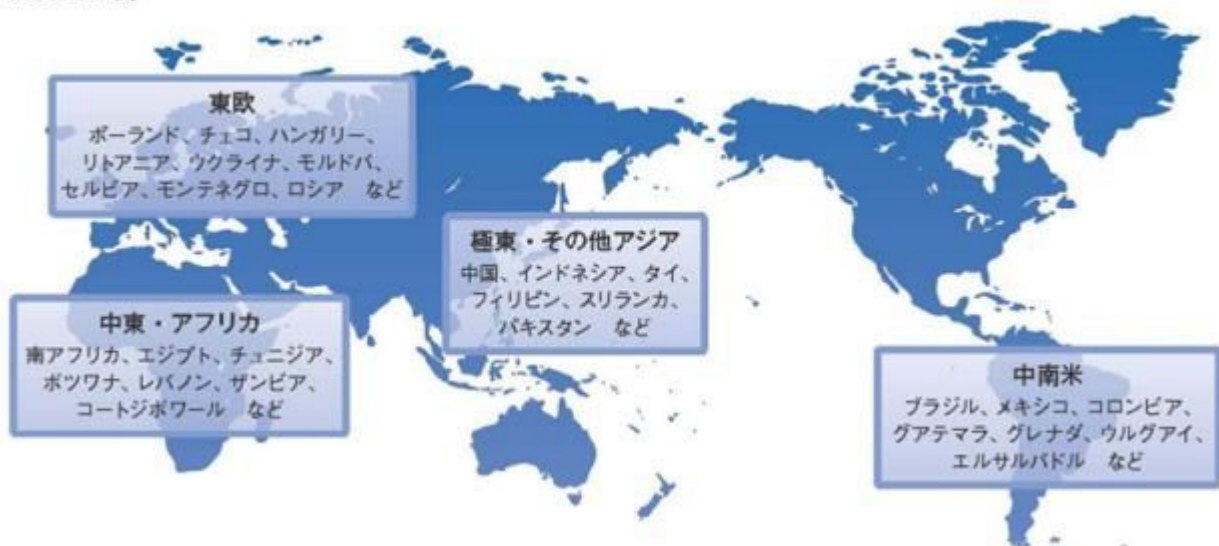 東欧
ポーランド、チェコ、ハンガリー、
リトアニア、ウクライナ、モルドバ、
セルビア、モンテネグロ、ロシア　など
極東・その他アジア
中国、インドネシア、タイ、
フィリピン、スリランカ、
パキスタン　など
中東・アフリカ
南アフリカ、エジプト、チュニジア、
ボツワナ、レバノン、ザンビア、
コートジボワール　など
中南米
ブラジル、メキシコ、コロンビア、
グアテマラ、グレナダ、ウルグアイ、
エルサルバドル　など